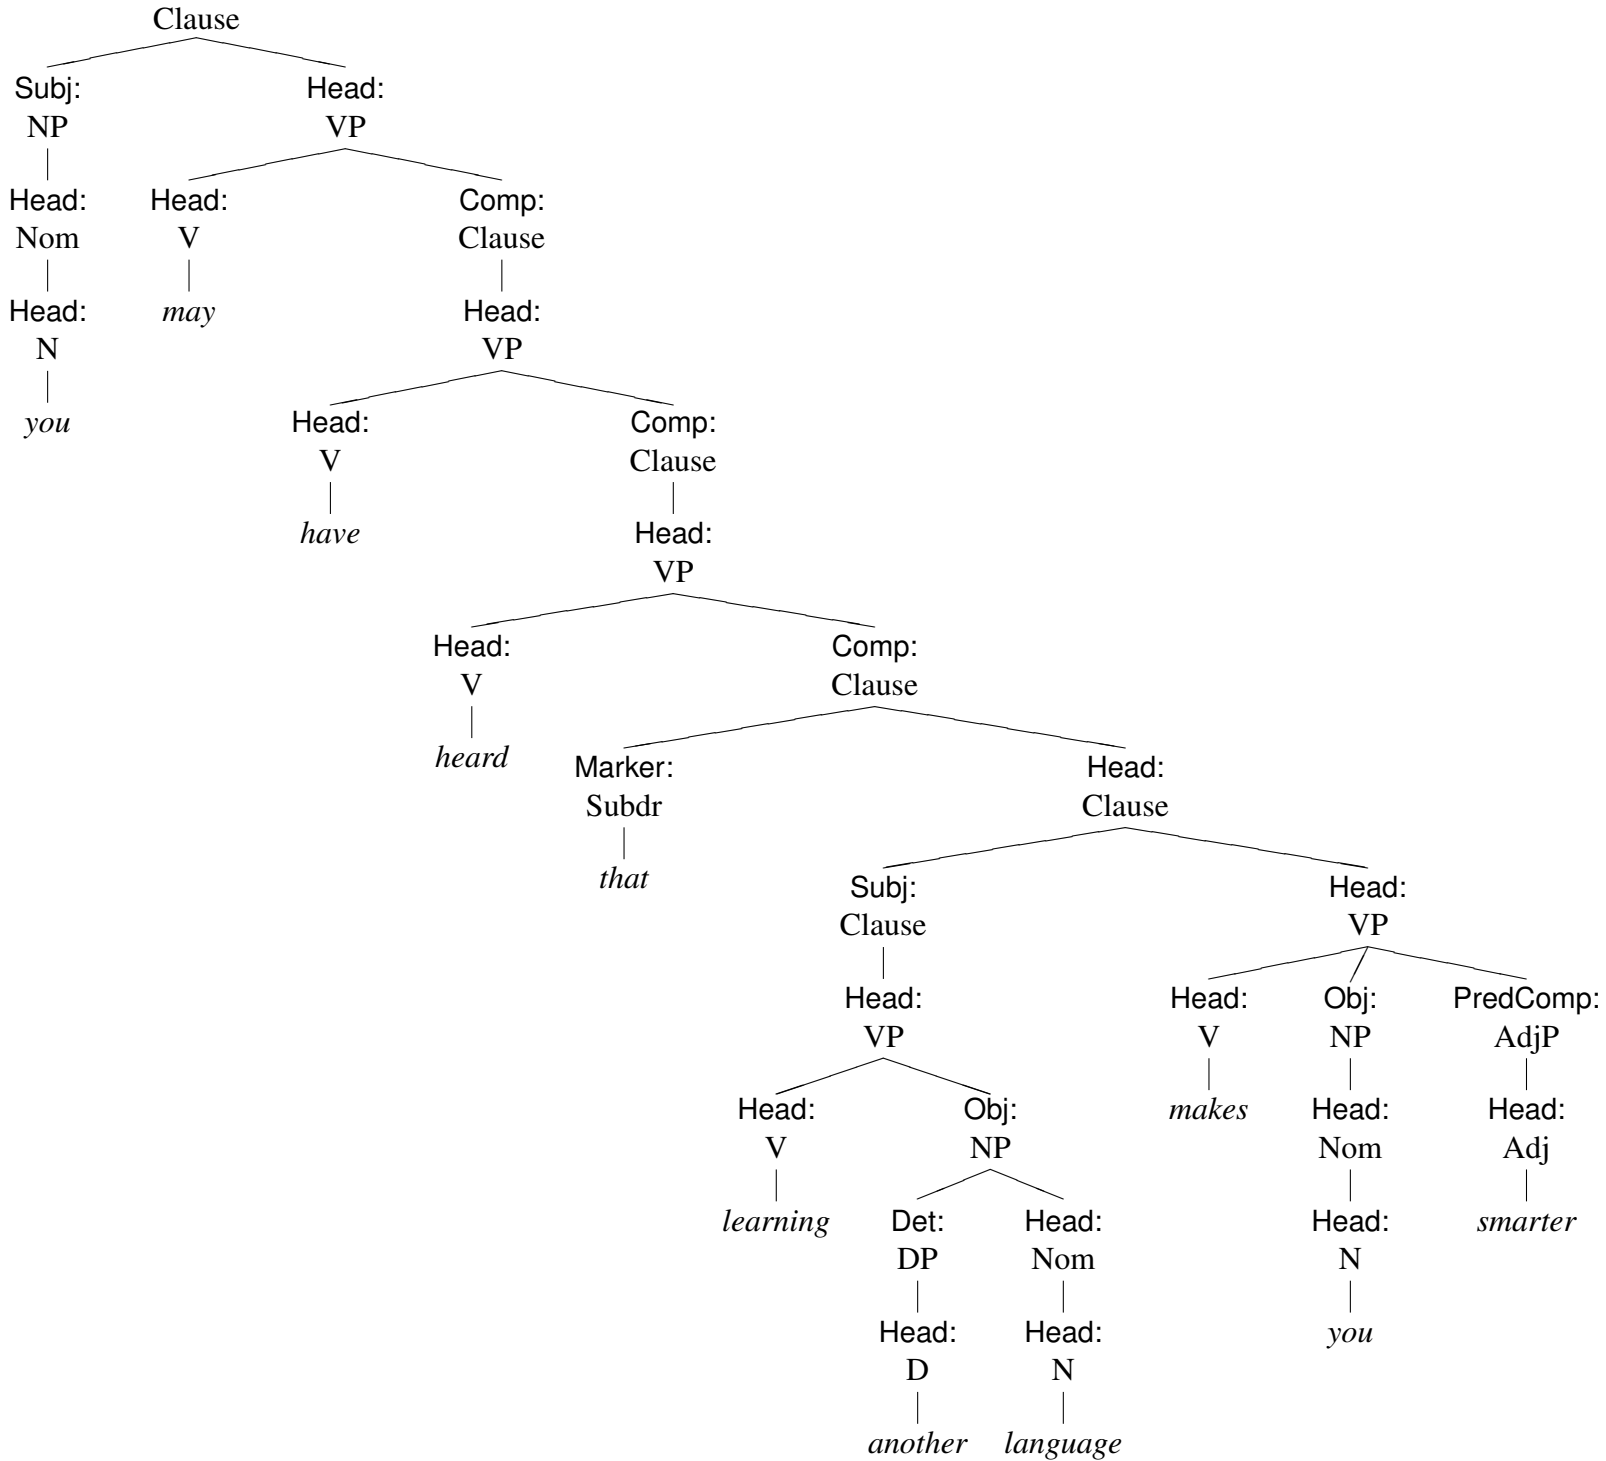 Clause
Subj: Head:
NP VP
Head: Head: Comp:
Nom V Clause
Head: may Head:
N VP
you Head: Comp:
V Clause
have Head:
VP
Head: Comp:
V Clause
heard Marker: Head:
Subdr Clause
that Subj: Head:
Clause VP
Head: Head: Obj: PredComp:
VP V NP AdjP
Head: Obj: makes Head: Head:
V NP Nom Adj
learning Det: Head: Head: smarter
DP Nom N
Head: Head: you
D N
another language